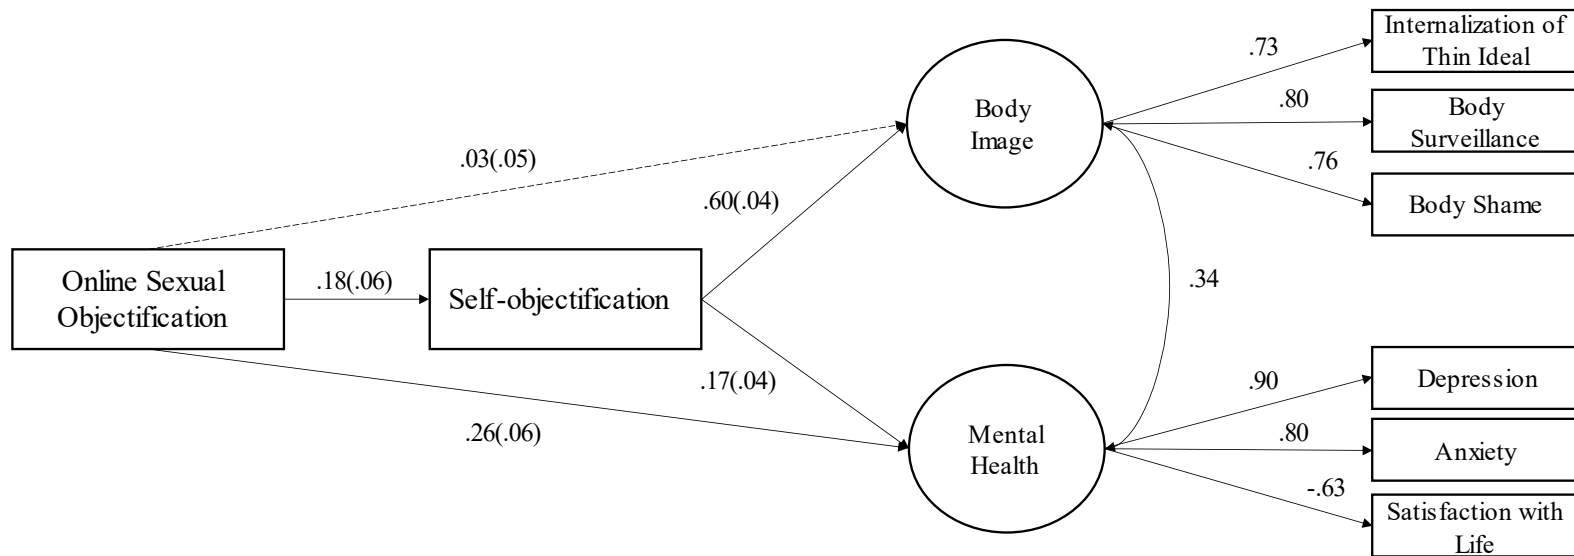 Internalization of
Thin Ideal
.73
Body
Image
.80
Body
Surveillance
.03(.05)
.76
.60(.04)
Body Shame
Online Sexual
Objectification
.18(.06)
Self-objectification
.34
.17(.04)
.90
Depression
.26(.06)
Mental
Health
.80
Anxiety
-.63
Satisfaction with
Life